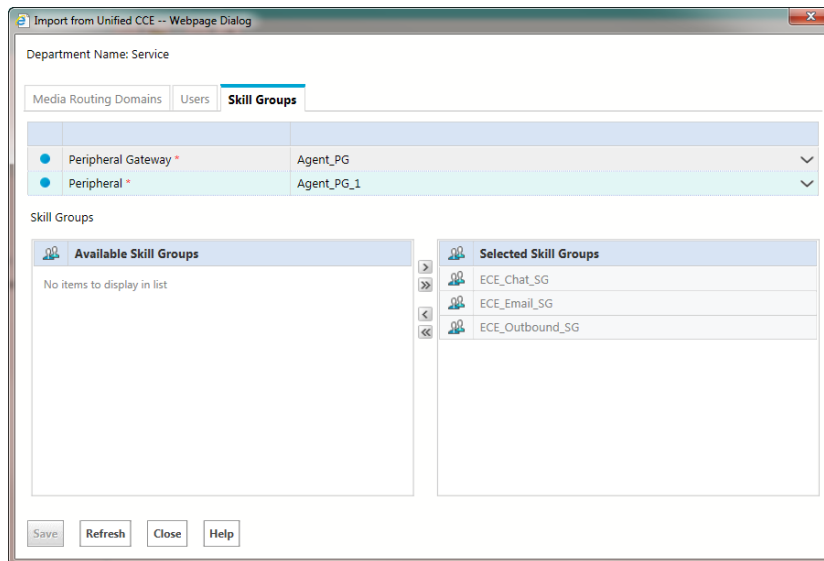 Import from Unified CCE -- Webpage Dialog
Department Name: Service
Media Routing Domains Users Skill Groups
Peripheral Gateway * Agent_PG
Peripheral * Agent_PG_1
Skill Groups
Available Skill Groups
No items to display in list
Selected Skill Groups
ECE_Chat_SG
ECE_Email_SG
ECE_Outbound_SG
Save Refresh Close Help